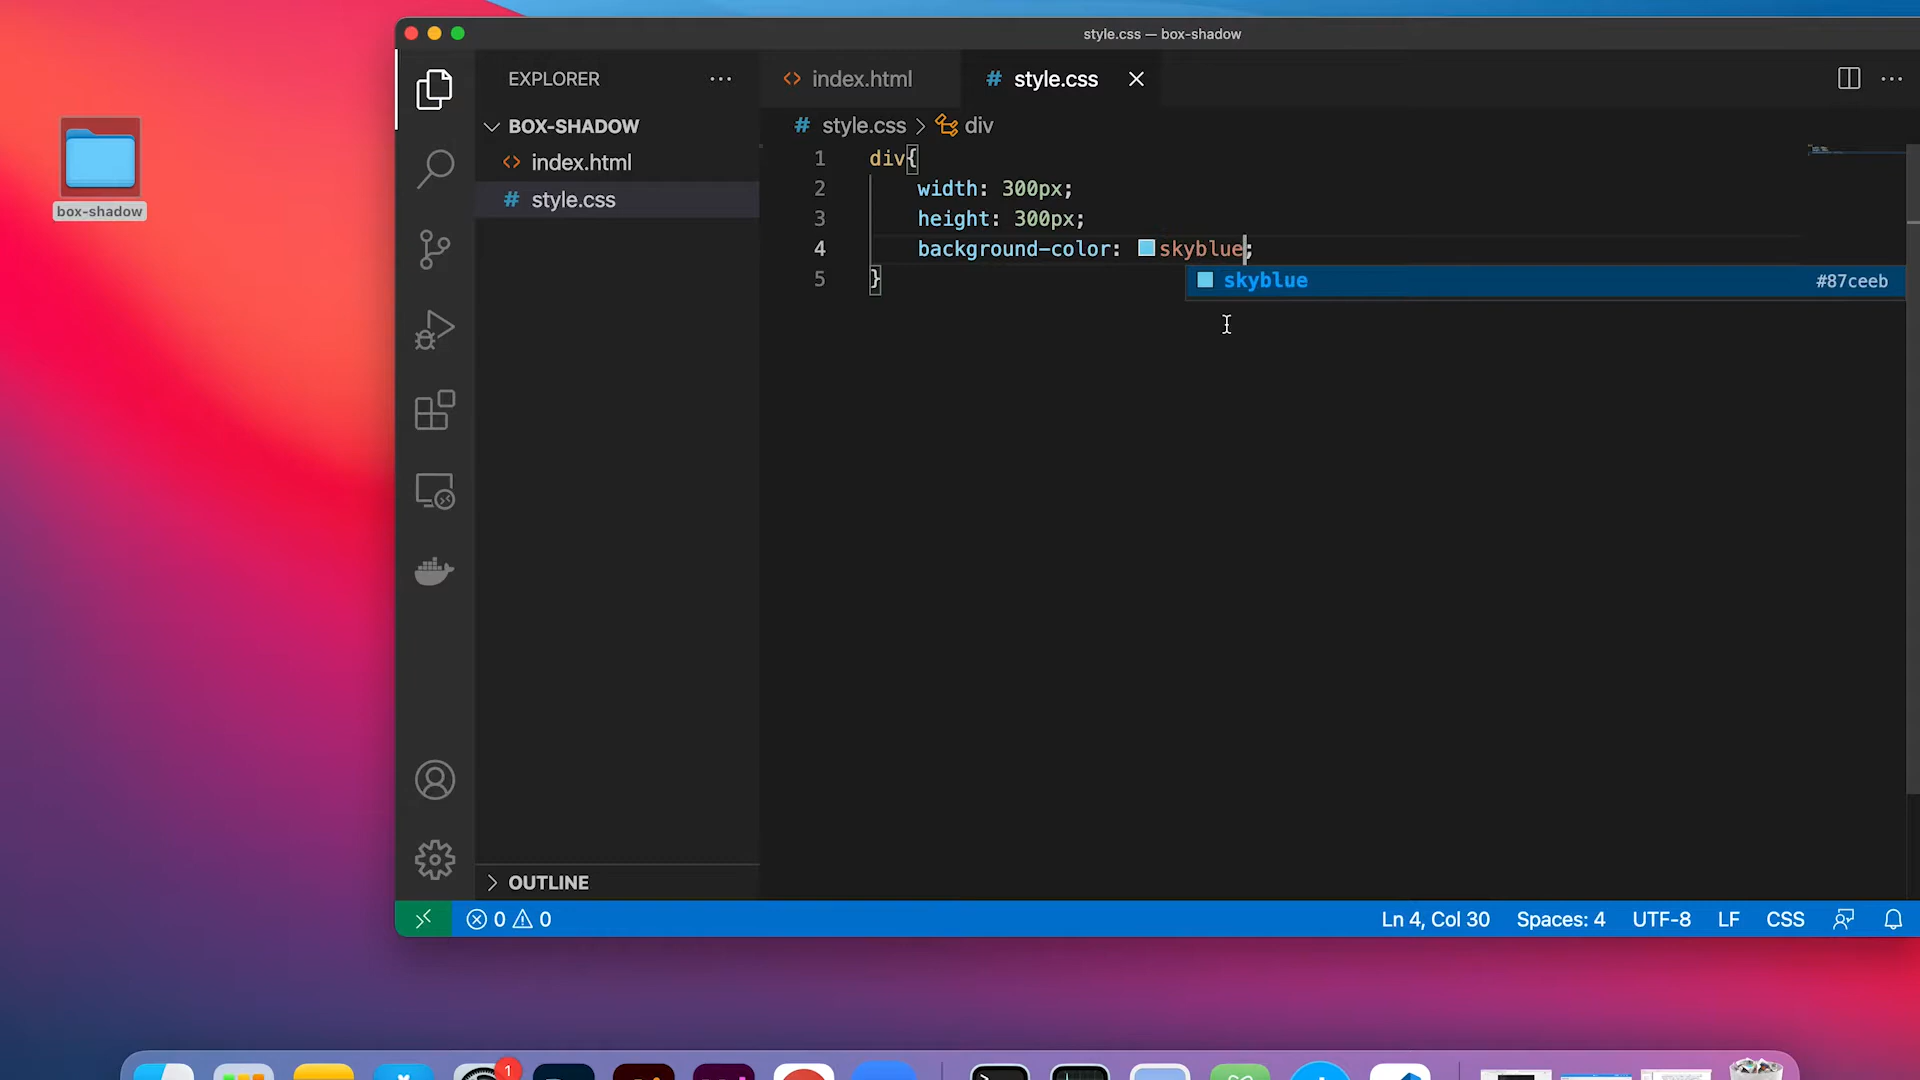 style.css — box-shadow
EXPLORER
index.html
style.css
BOX-SHADOW
index.html
style.css
style.css > div
1 div{
2 width: 300px;
3 height: 300px;
4 background-color: skyblue;
5 }
skyblue #87ceeb
box-shadow
OUTLINE
0 0
Ln 4, Col 30
Spaces: 4
UTF-8
LF
CSS
1